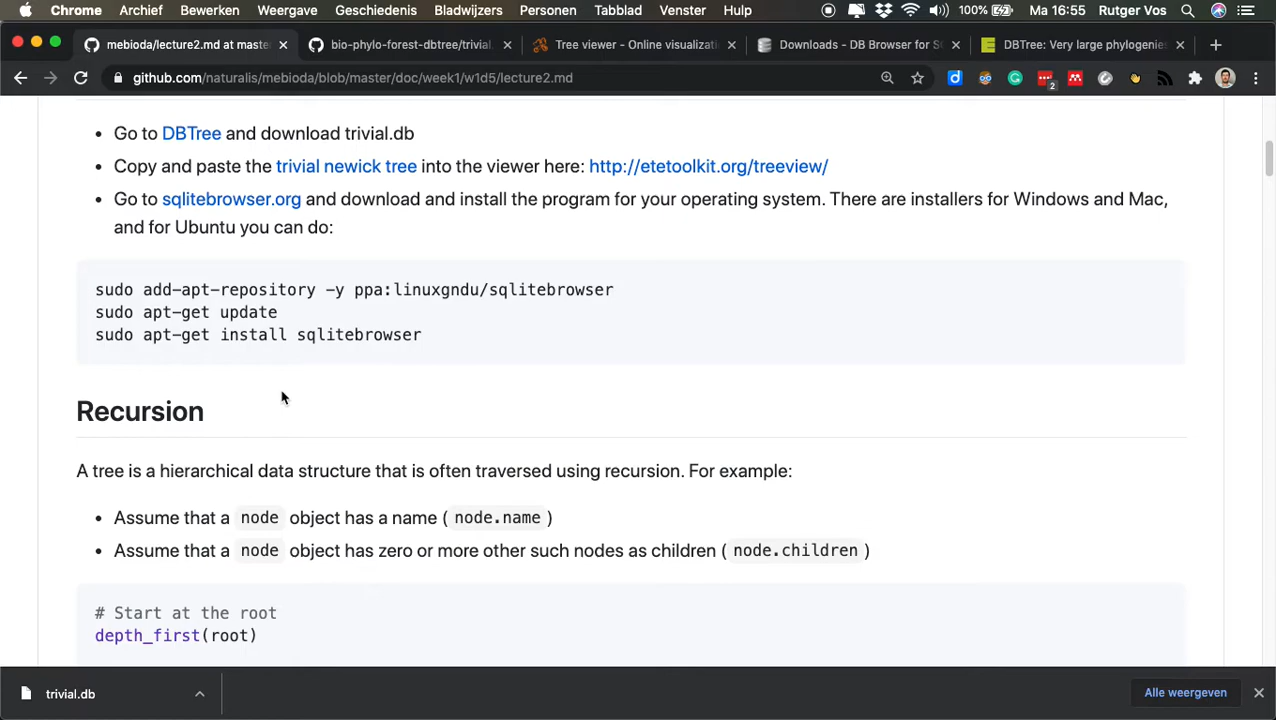 Chrome Archief Bewerken Weergave Geschiedenis Bladwijzers Personen Tabblad Venster Help 100% Ma 16:55 Rutger Vos
mebioda/lecture2.md at maste bio-phylo-forest-dbtree/trivial. Tree viewer - Online visualizati Downloads - DB Browser for S DBTree: Very large phylogenies
github.com/naturalis/mebioda/blob/master/doc/week1/w1d5/lecture2.md 2
• Go to DBTree and download trivial.db
• Copy and paste the trivial newick tree into the viewer here: http://etetoolkit.org/treeview/
• Go to sqlitebrowser.org and download and install the program for your operating system. There are installers for Windows and Mac,
and for Ubuntu you can do:
sudo add-apt-repository -y ppa:linuxgndu/sqlitebrowser
sudo apt-get update
sudo apt-get install sqlitebrowser
Recursion
A tree is a hierarchical data structure that is often traversed using recursion. For example:
• Assume that a node object has a name ( node.name )
• Assume that a node object has zero or more other such nodes as children ( node.children )
# Start at the root
depth_first(root)
trivial.db Alle weergeven